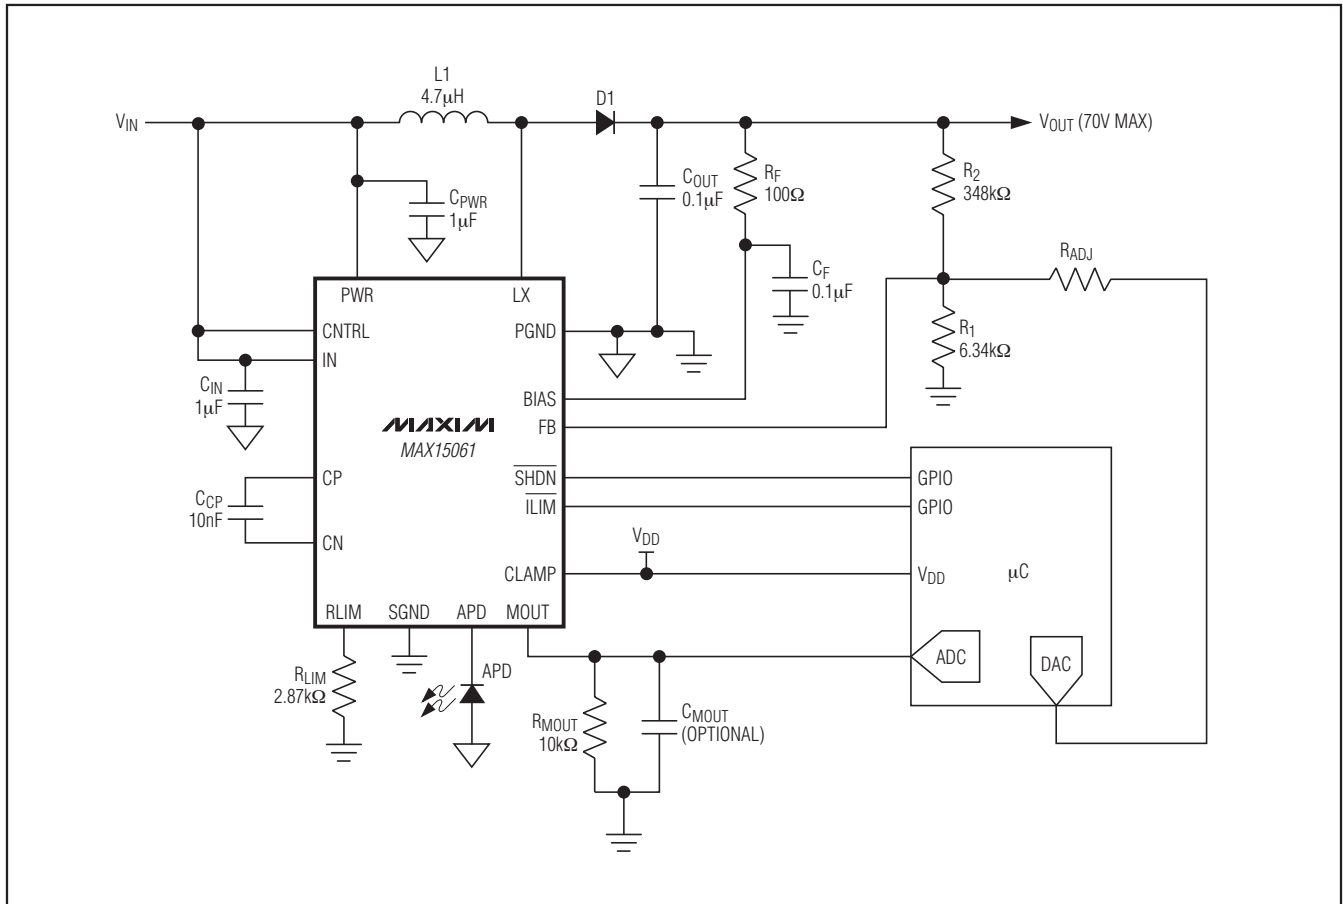 L1
4.7μH
D1
VIN
VOUT (70V MAX)
CPWR
1μF
COUT
0.1μF
RF
100Ω
R2
348kΩ
RADJ
CF
0.1μF
R1
6.34kΩ
PWR
LX
CNTRL
PGND
IN
CIN
1μF
BIAS
FB
MAXIM
MAX15061
CP
SHDN
GPIO
CCP
10nF
ILIM
GPIO
CN
VDD
CLAMP
VDD
μC
RLIM
SGND
APD
MOUT
ADC
DAC
RLIM
2.87kΩ
APD
RMOUT
10kΩ
CMOUT
(OPTIONAL)